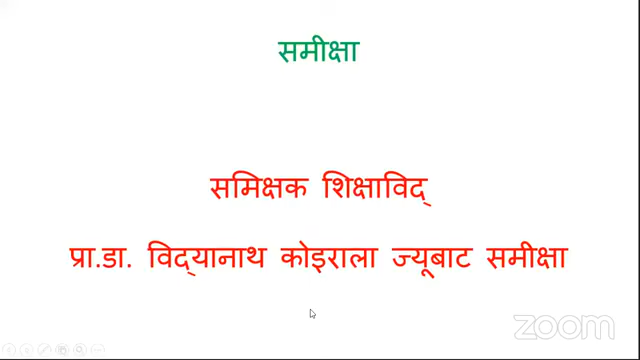 समीक्षा
समिक्षक शिक्षाविद्
प्रा.डा. विद्‍यानाथ कोइराला ज्यूबाट समीक्षा
zoom